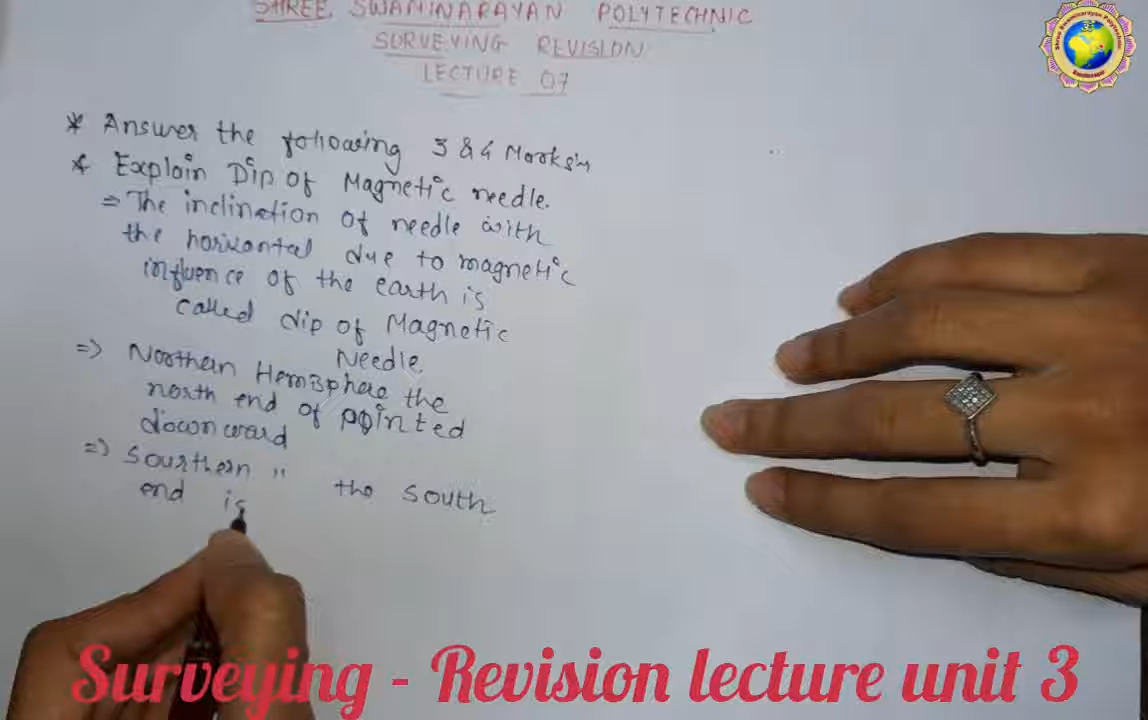 SHREE SWAMINARAYAN POLYTECHNIC
SURVEYING REVISION
LECTURE 07
* Answer the following 3 & 4 Marks'm
* Explain Dip of Magnetic needle.
⇒ The inclination of needle with
the horizontal due to magnetic
influence of the earth is
called dip of Magnetic
Needle.
⇒ Northern Hemisphae the
north end of pointed
downward
⇒ Sourthern " the south
end is
Surveying - Revision lecture unit 3